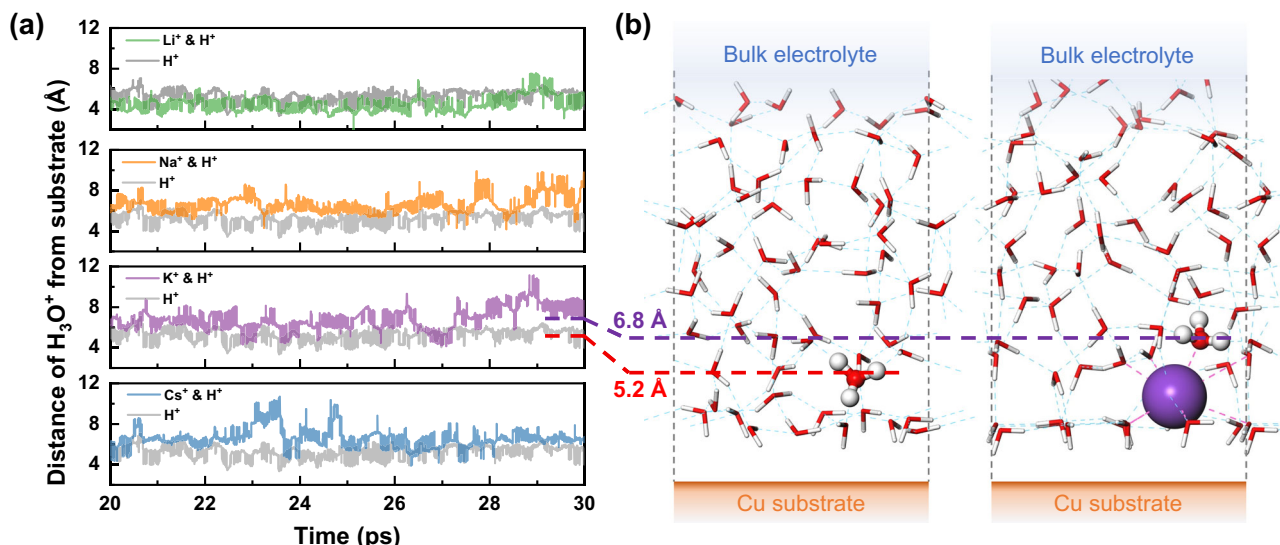 (a)
Distance of H₃O⁺ from substrate (Å)
12
8
4
Li⁺ & H⁺
H⁺
12
8
4
Na⁺ & H⁺
H⁺
12
8
4
K⁺ & H⁺
H⁺
12
8
4
Cs⁺ & H⁺
H⁺
20 22 24 26 28 30
Time (ps)
(b)
Bulk electrolyte
Bulk electrolyte
6.8 Å
5.2 Å
Cu substrate
Cu substrate